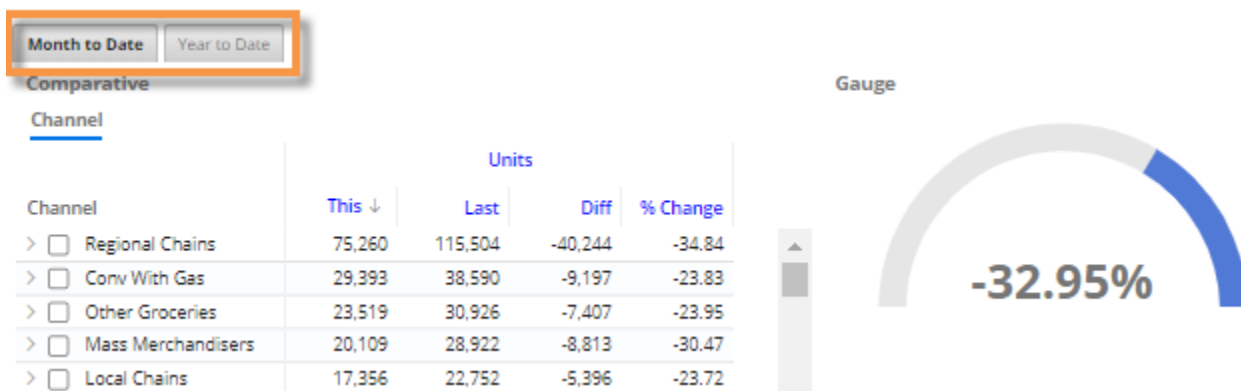 Month to Date Year to Date
Comparative
Gauge
Channel
Units
Channel This ↓ Last Diff % Change
Regional Chains 75,260 115,504 -40,244 -34.84
Conv With Gas 29,393 38,590 -9,197 -23.83
Other Groceries 23,519 30,926 -7,407 -23.95
Mass Merchandisers 20,109 28,922 -8,813 -30.47
Local Chains 17,356 22,752 -5,396 -23.72
-32.95%